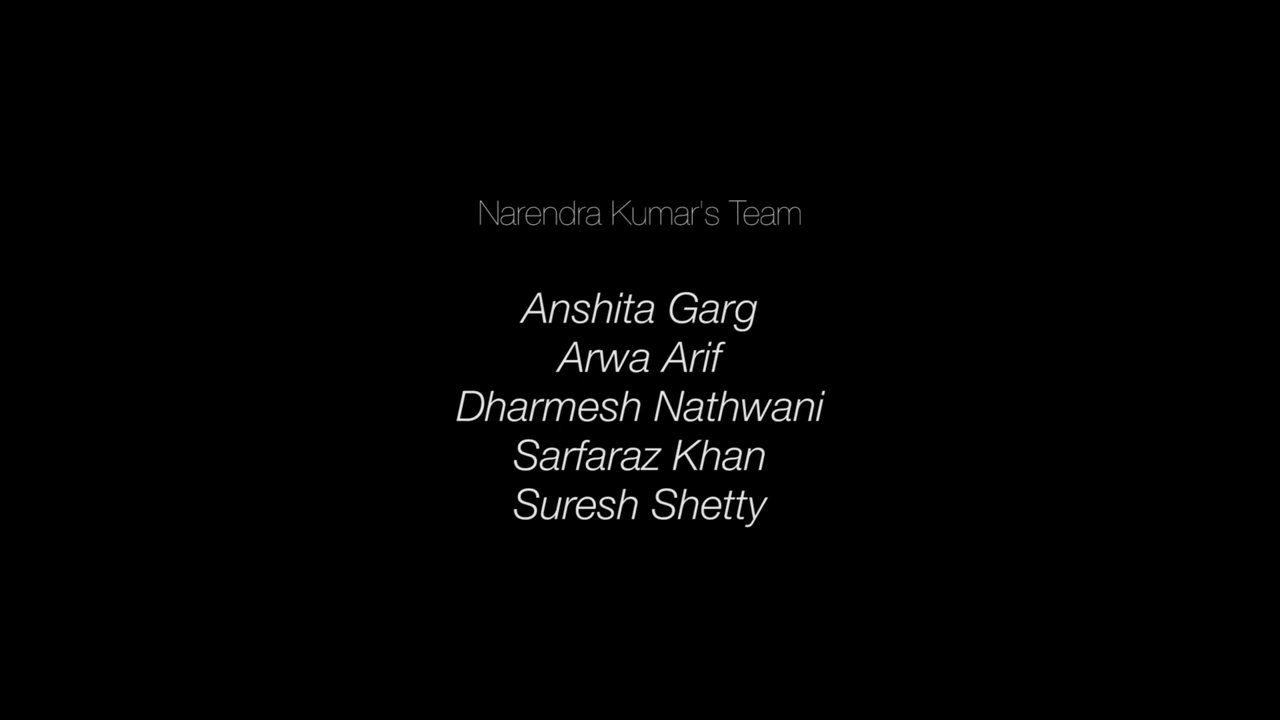 Narendra Kumar's Team
Anshita Garg
Arwa Arif
Dharmesh Nathwani
Sarfaraz Khan
Suresh Shetty